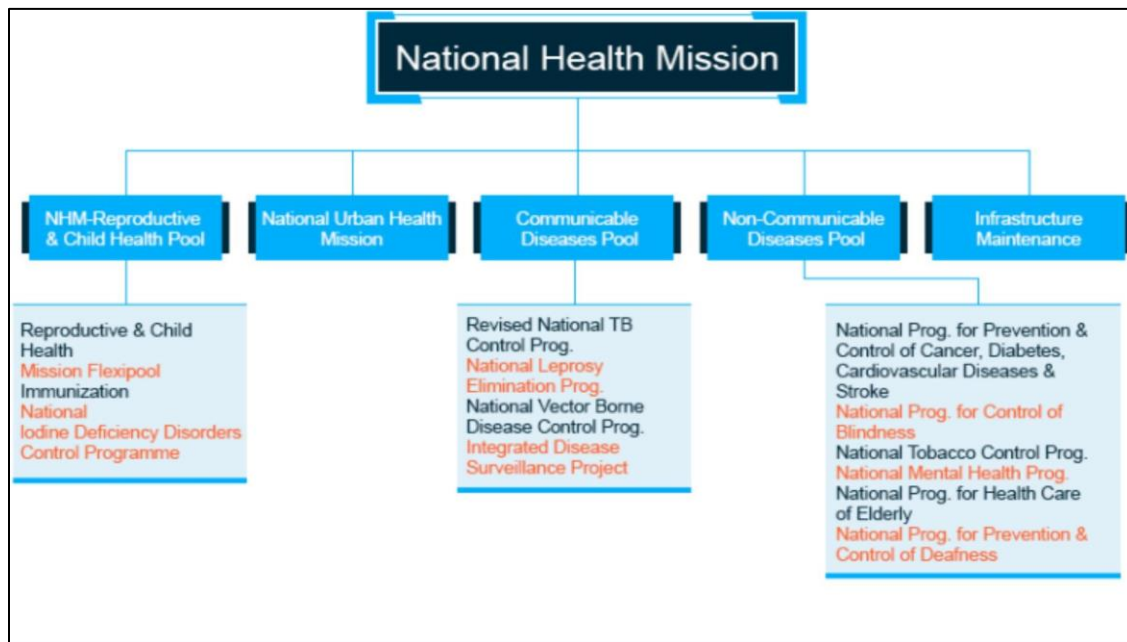 National Health Mission
NHM-Reproductive
& Child Health Pool
National Urban Health
Mission
Communicable
Diseases Pool
Non-Communicable
Diseases Pool
Infrastructure
Maintenance
Reproductive & Child
Health
Mission Flexipool
Immunization
National
Iodine Deficiency Disorders
Control Programme
Revised National TB
Control Prog.
National Leprosy
Elimination Prog.
National Vector Borne
Disease Control Prog.
Integrated Disease
Surveillance Project
National Prog. for Prevention &
Control of Cancer, Diabetes,
Cardiovascular Diseases &
Stroke
National Prog. for Control of
Blindness
National Tobacco Control Prog.
National Mental Health Prog.
National Prog. for Health Care
of Elderly
National Prog. for Prevention &
Control of Deafness